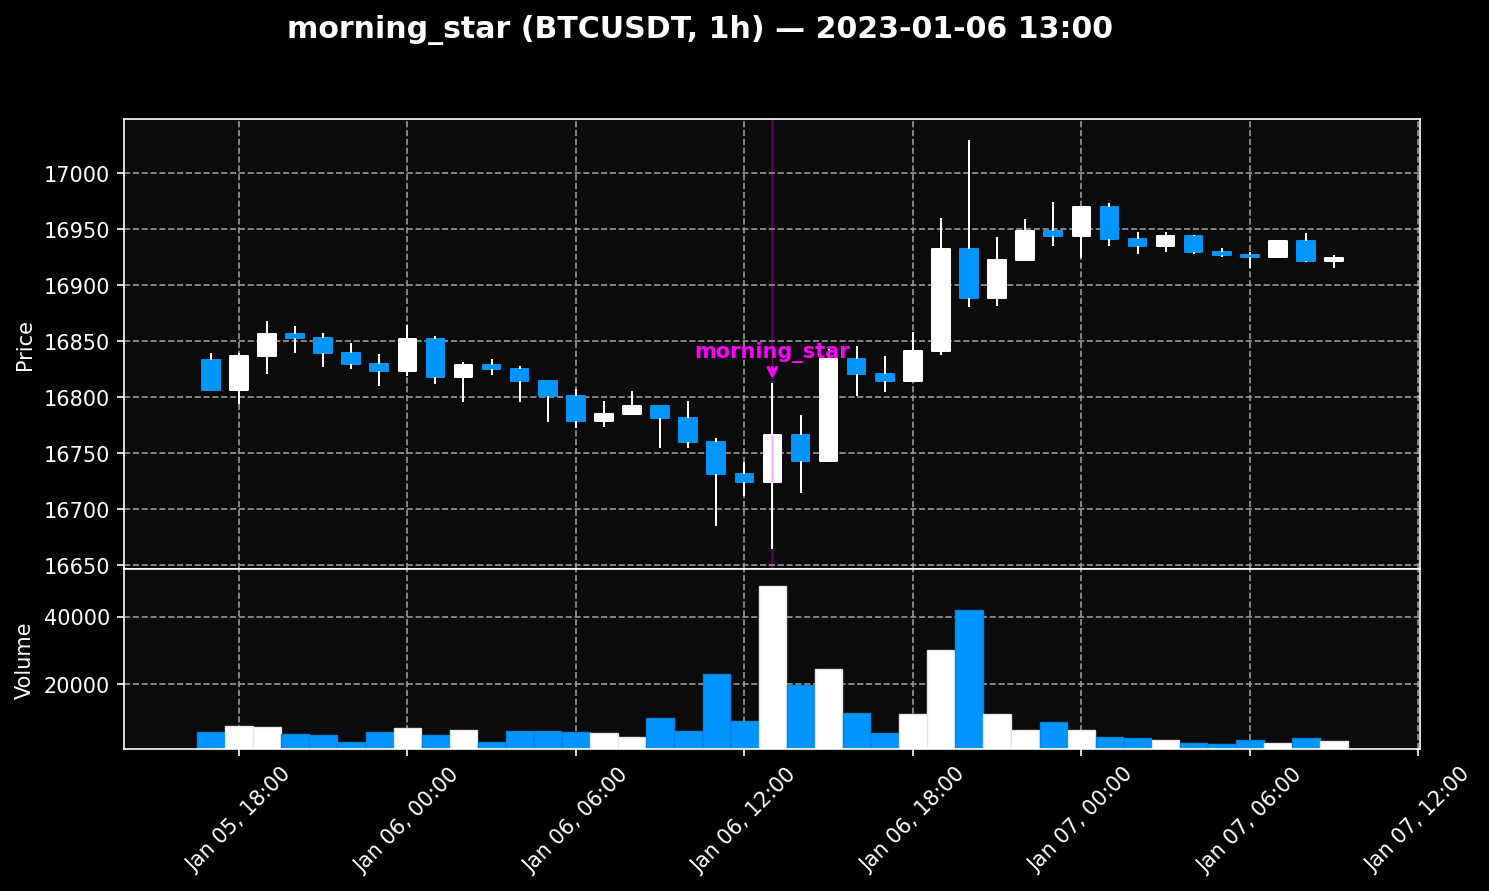 morning_star (BTCUSDT, 1h) — 2023-01-06 13:00
Price
17000
16950
16900
16850
16800
16750
16700
16650
morning_star
Volume
40000
20000
Jan 05, 18:00
Jan 06, 00:00
Jan 06, 06:00
Jan 06, 12:00
Jan 06, 18:00
Jan 07, 00:00
Jan 07, 06:00
Jan 07, 12:00